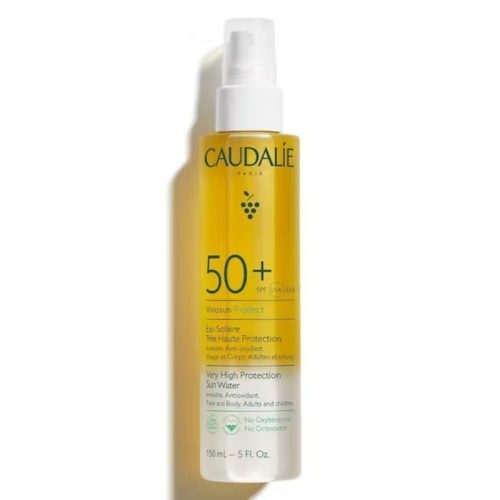 CAUDALÍE
PARIS
50+
SPF
Vinosun Protect
Eau Solaire
Très Haute Protection
Invisible. Anti-oxydant.
Visage et Corps. Adultes et enfants.
Very High Protection
Sun Water
Invisible. Antioxidant.
Face and Body. Adults and children.
No Oxybenzone
No Octinoxate
150 mL – 5 Fl. Oz.